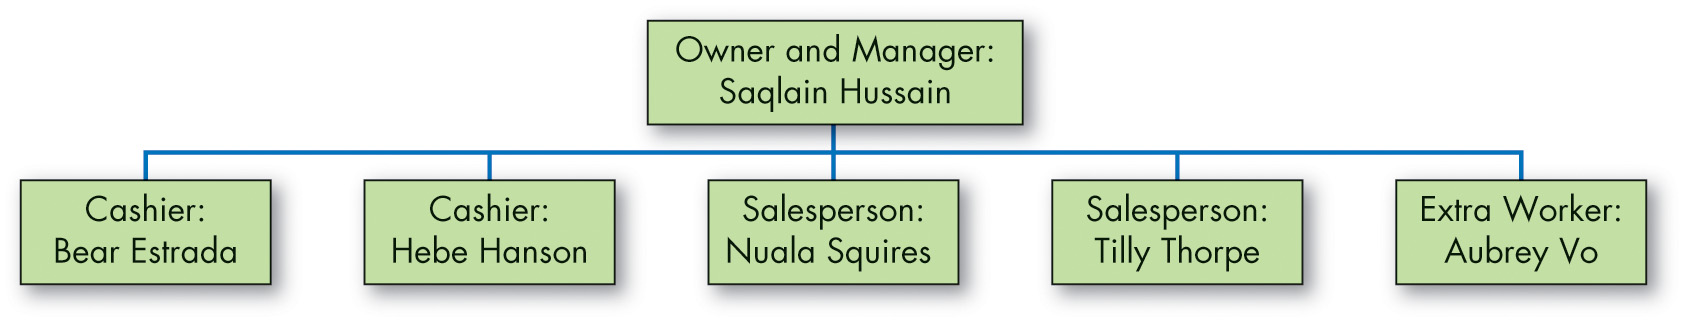 Owner and Manager:
Saqlain Hussain
Cashier:
Bear Estrada
Cashier:
Hebe Hanson
Salesperson:
Nuala Squires
Salesperson:
Tilly Thorpe
Extra Worker:
Aubrey Vo